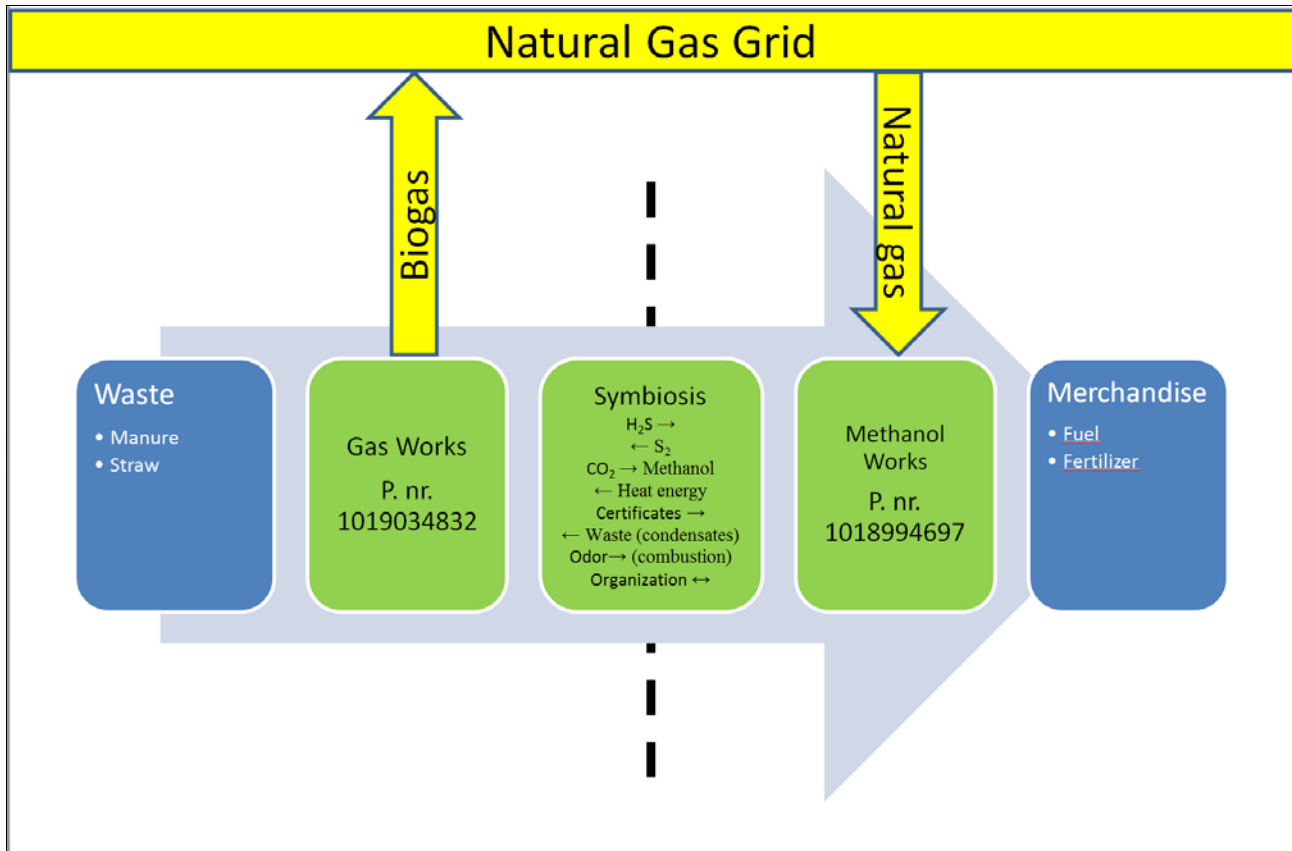 Natural Gas Grid
Biogas
Natural gas
Waste
• Manure
• Straw
Gas Works
P. nr.
1019034832
Symbiosis
H₂S →
← S₂
CO₂ → Methanol
← Heat energy
Certificates →
← Waste (condensates)
Odor→ (combustion)
Organization ↔
Methanol
Works
P. nr.
1018994697
Merchandise
• Fuel
• Fertilizer